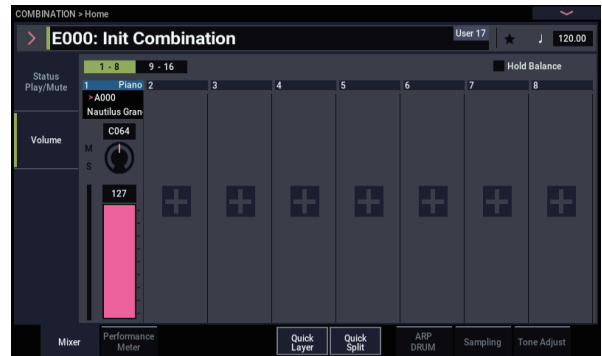 COMBINATION > Home
E000: Init Combination
User 17
♩ 120.00
Status
Play/Mute
1 - 8
9 - 16
Hold Balance
1 Piano 2 3 4 5 6 7 8
>A000
Nautilus Gran
Volume
C064
M
S
127
Mixer
Performance
Meter
Quick
Layer
Quick
Split
ARP
DRUM
Sampling
Tone Adjust